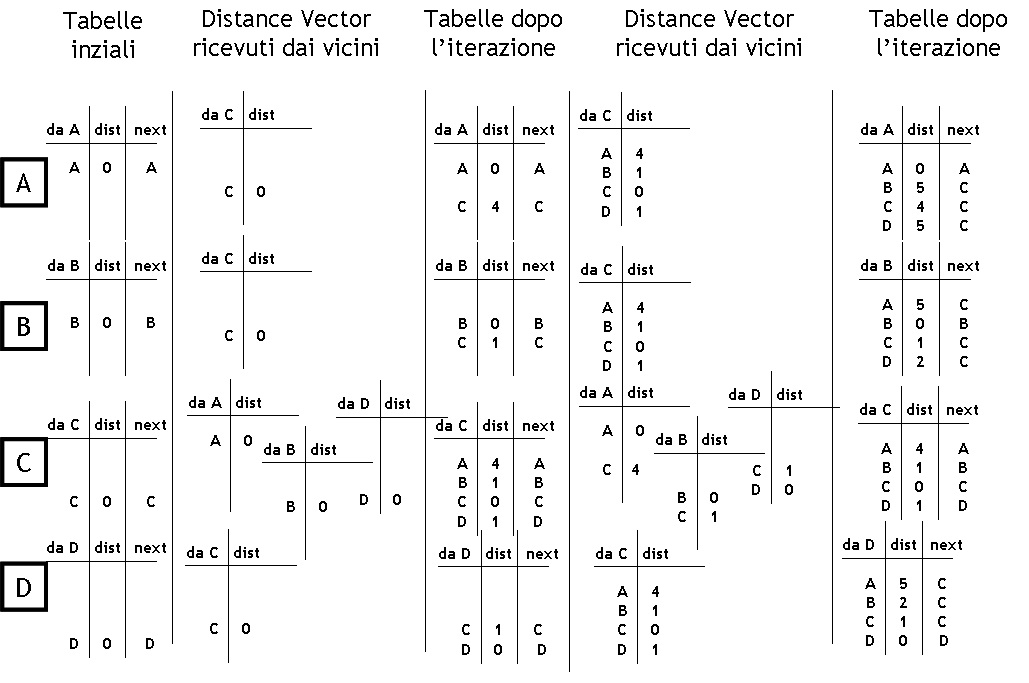 Tabelle inziali
Distance Vector ricevuti dai vicini
Tabelle dopo l'iterazione
Distance Vector ricevuti dai vicini
Tabelle dopo l'iterazione
A
da A dist next
A 0 A
da C dist
C 0
da A dist next
A 0 A
C 4 C
da C dist
A 4
B 1
C 0
D 1
da A dist next
A 0 A
B 5 C
C 4 C
D 5 C
B
da B dist next
B 0 B
da C dist
C 0
da B dist next
B 0 B
C 1 C
da C dist
A 4
B 1
C 0
D 1
da B dist next
A 5 C
B 0 B
C 1 C
D 2 C
C
da C dist next
C 0 C
da A dist
A 0
da B dist
B 0
da D dist
D 0
da C dist next
A 4 A
B 1 B
C 0 C
D 1 D
da A dist
A 0
C 4
da B dist
B 0
C 1
da D dist
C 1
D 0
da C dist next
A 4 A
B 1 B
C 0 C
D 1 D
D
da D dist next
D 0 D
da C dist
C 0
da D dist next
C 1 C
D 0 D
da C dist
A 4
B 1
C 0
D 1
da D dist next
A 5 C
B 2 C
C 1 C
D 0 D